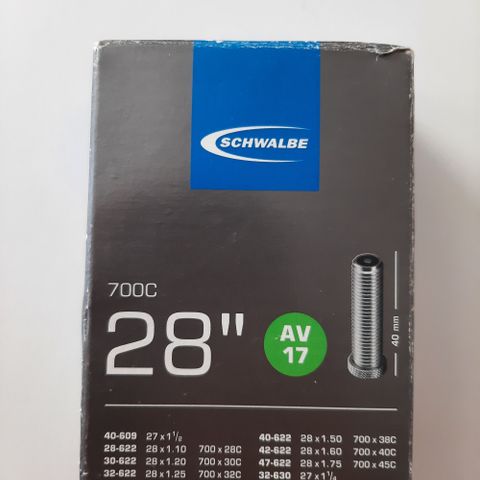 SCHWALBE
700C
28"
AV
17
40 mm
40-609 27 x 1 1/2
28-622 28 x 1.10 700 x 28C
30-622 28 x 1.20 700 x 30C
32-622 28 x 1.25 700 x 32C
40-622 28 x 1.50 700 x 38C
42-622 28 x 1.60 700 x 40C
47-622 28 x 1.75 700 x 45C
32-630 27 x 1 1/4